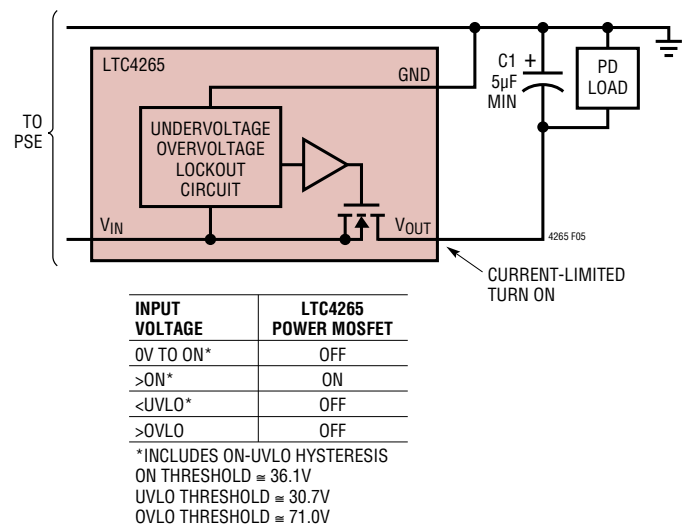 LTC4265
GND
C1 +
5µF
MIN
PD
LOAD
TO
PSE
UNDERVOLTAGE
OVERVOLTAGE
LOCKOUT
CIRCUIT
VIN
VOUT
4265 F05
CURRENT-LIMITED
TURN ON
INPUT VOLTAGE	LTC4265 POWER MOSFET
0V TO ON*	OFF
>ON*	ON
<UVLO*	OFF
>OVLO	OFF
*INCLUDES ON-UVLO HYSTERESIS
ON THRESHOLD ≅ 36.1V
UVLO THRESHOLD ≅ 30.7V
OVLO THRESHOLD ≅ 71.0V